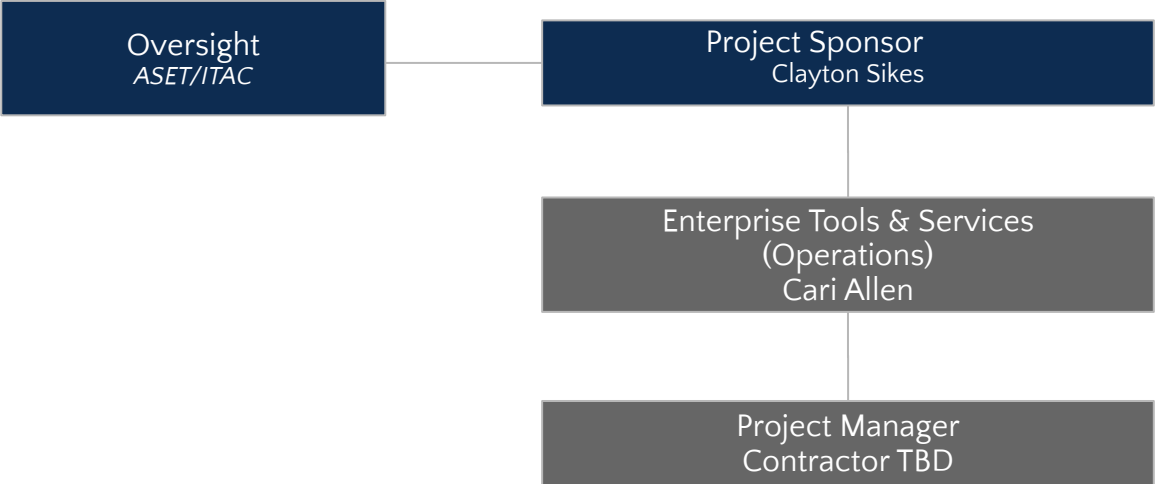 Oversight
ASET/ITAC
Project Sponsor
Clayton Sikes
Enterprise Tools & Services
(Operations)
Cari Allen
Project Manager
Contractor TBD